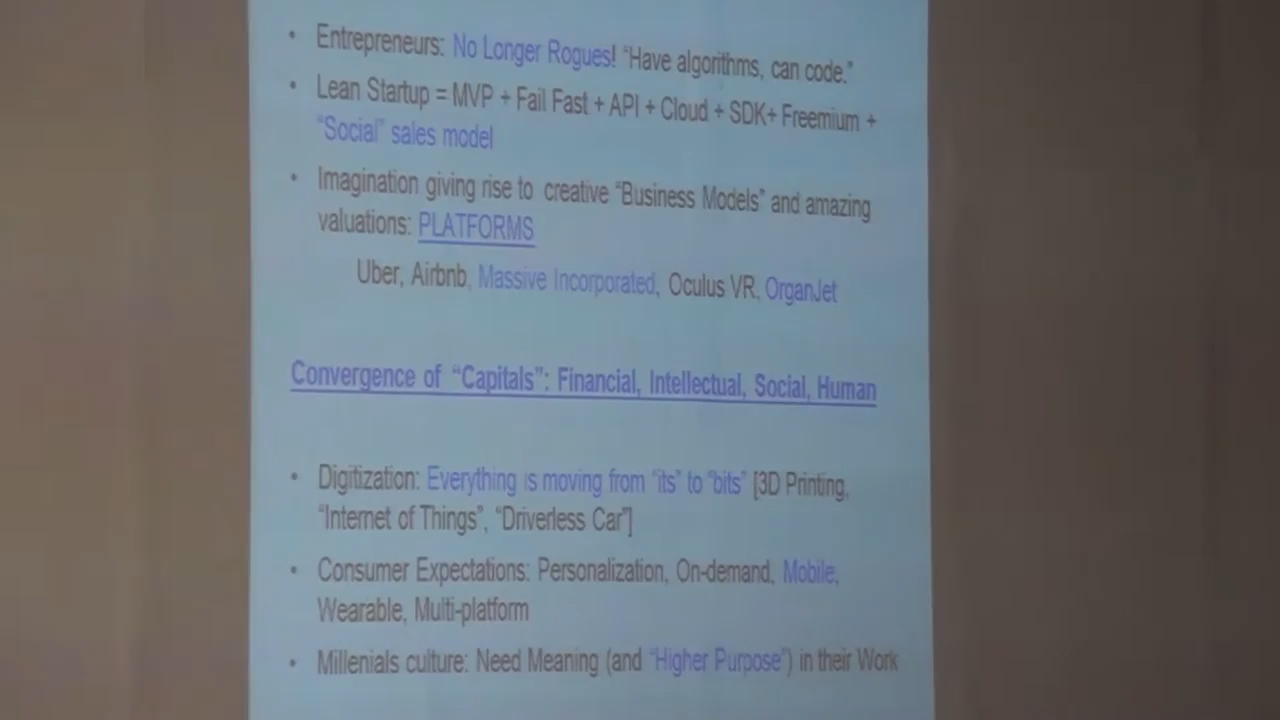 • Entrepreneurs: No Longer Rogues! “Have algorithms, can code.”
• Lean Startup = MVP + Fail Fast + API + Cloud + SDK+ Freemium +
“Social” sales model
• Imagination giving rise to creative “Business Models” and amazing
valuations: PLATFORMS
Uber, Airbnb, Massive Incorporated, Oculus VR, OrganJet
Convergence of “Capitals”: Financial, Intellectual, Social, Human
• Digitization: Everything is moving from “its” to “bits” [3D Printing,
“Internet of Things”, “Driverless Car”]
• Consumer Expectations: Personalization, On-demand, Mobile,
Wearable, Multi-platform
• Millenials culture: Need Meaning (and “Higher Purpose”) in their Work